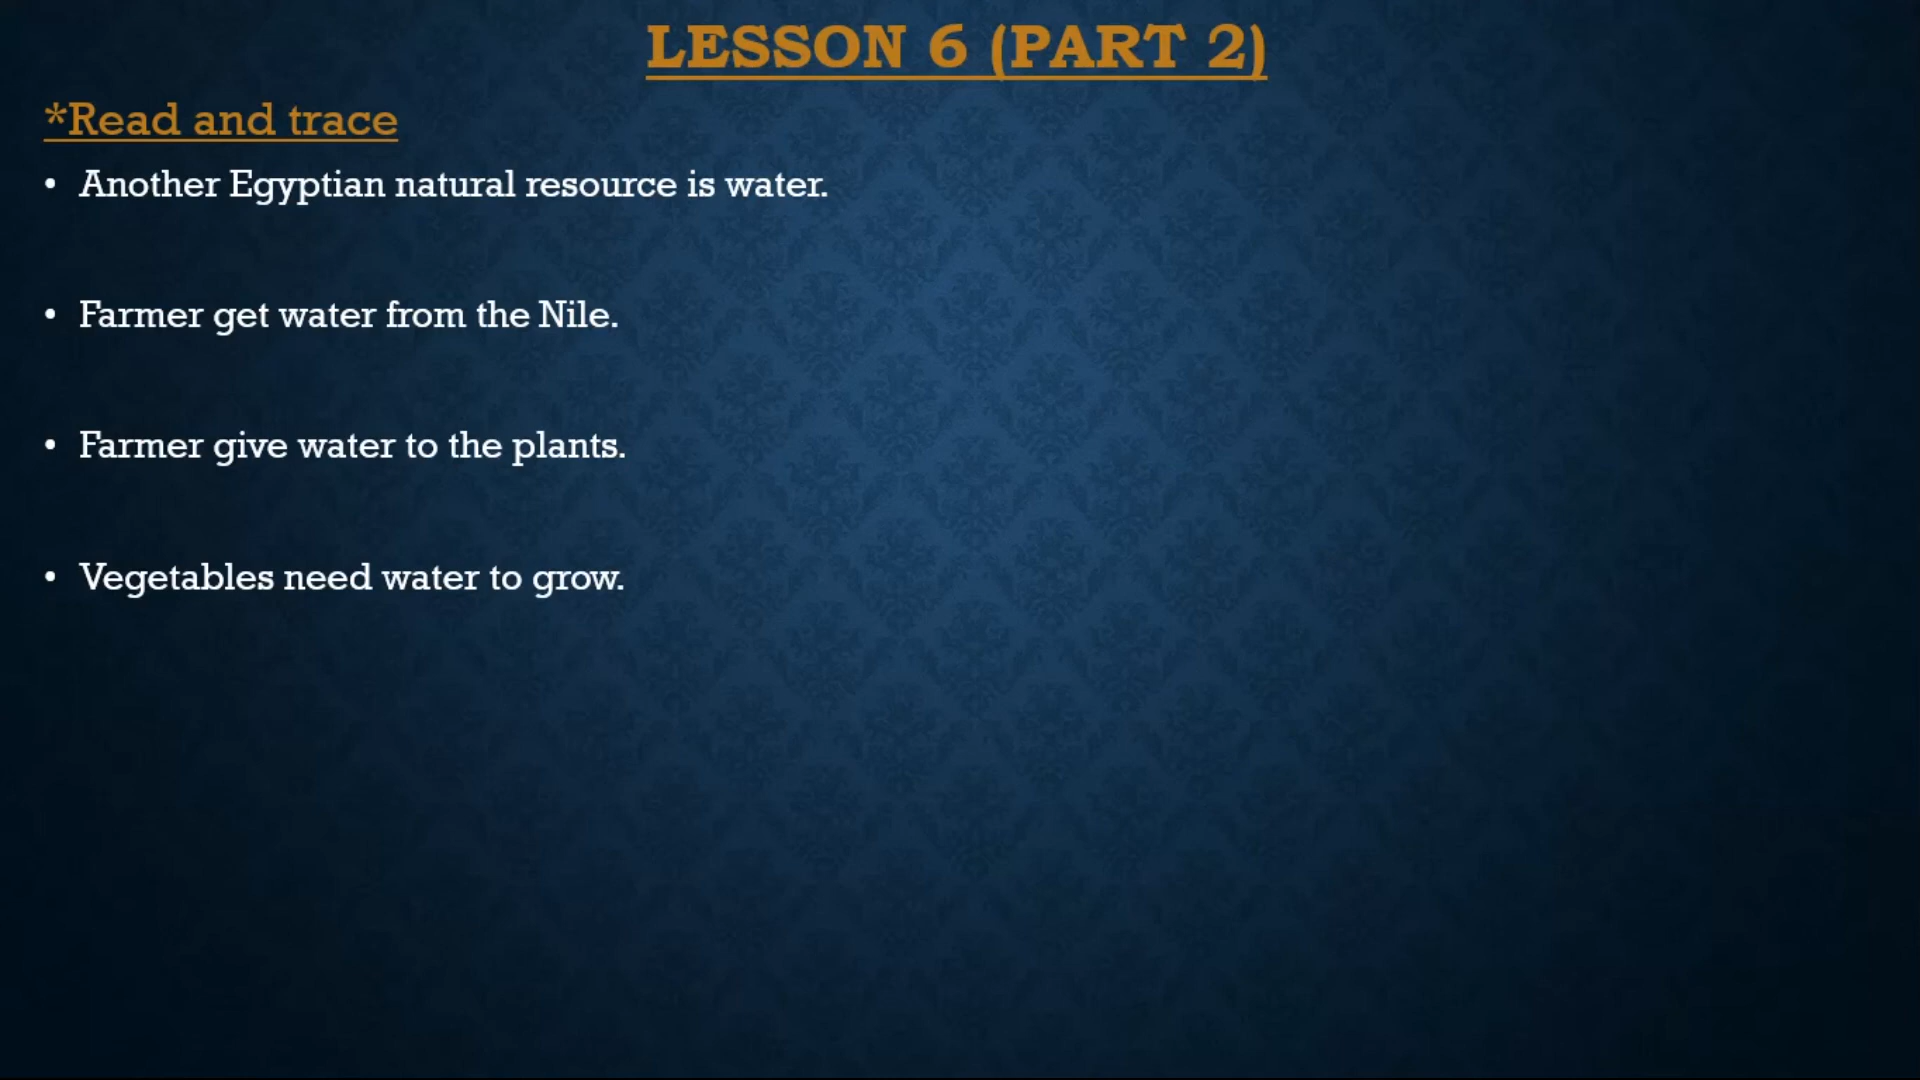 LESSON 6 (PART 2)
*Read and trace
• Another Egyptian natural resource is water.
• Farmer get water from the Nile.
• Farmer give water to the plants.
• Vegetables need water to grow.